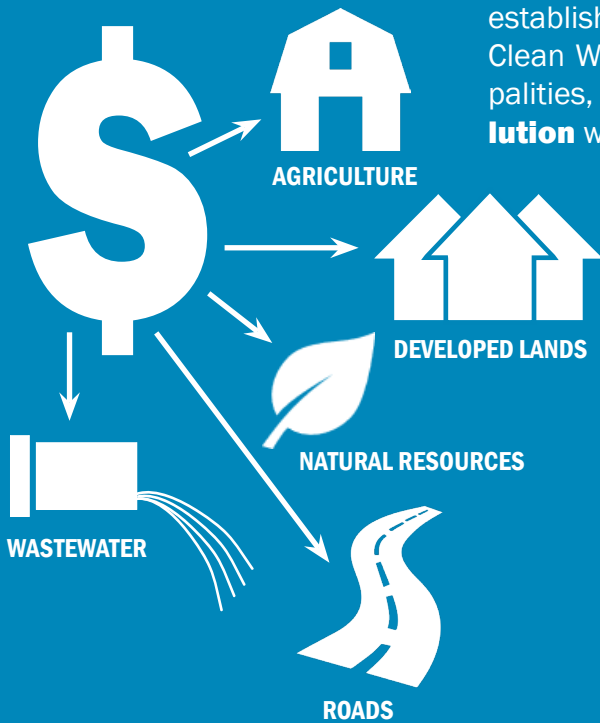 establish
Clean W
palities,
lution w
AGRICULTURE
DEVELOPED LANDS
NATURAL RESOURCES
WASTEWATER
ROADS